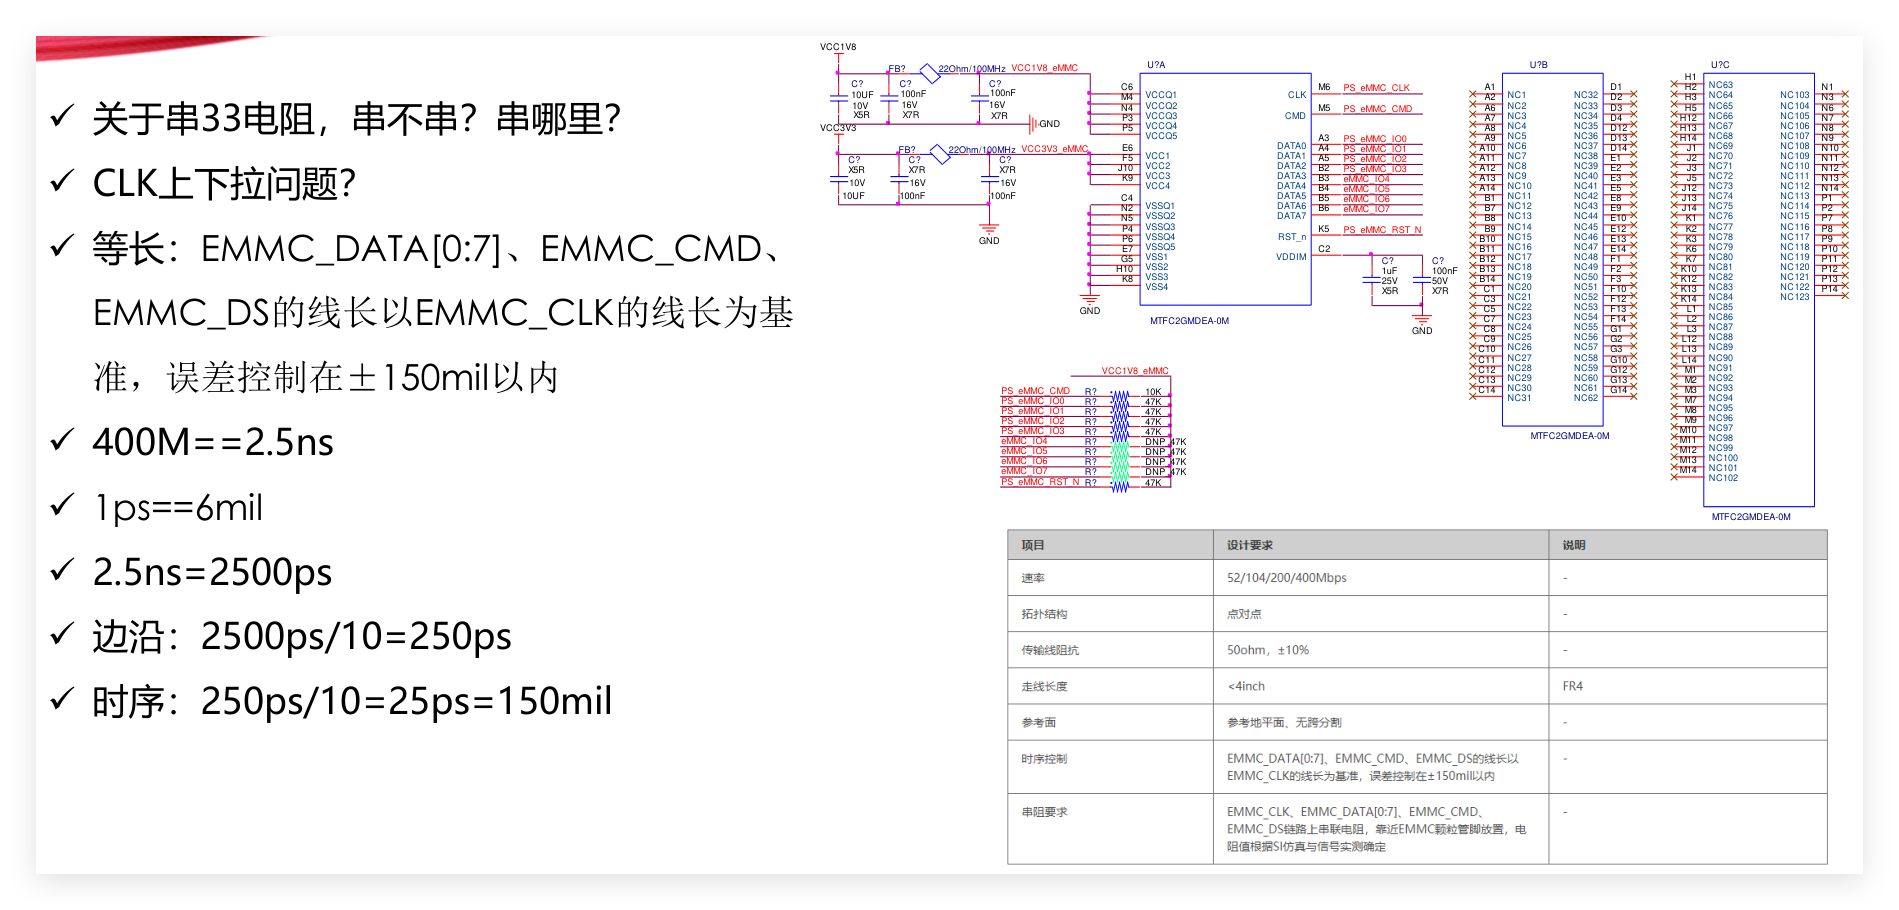 关于串33电阻，串不串？串哪里？
CLK上下拉问题？
等长：EMMC_DATA[0:7]、EMMC_CMD、
EMMC_DS的线长以EMMC_CLK的线长为基
准，误差控制在±150mil以内
400M==2.5ns
1ps==6mil
2.5ns=2500ps
边沿：2500ps/10=250ps
时序：250ps/10=25ps=150mil
VCC1V8
FB? 22Ohm/100MHz VCC1V8_eMMC
C? C? C?
10UF 100nF 100nF
10V 16V 16V
X5R X7R X7R
GND
VCC3V3
FB? 22Ohm/100MHz VCC3V3_eMMC
C? C? C?
X5R X7R X7R
10V 16V 16V
10UF 100nF 100nF
GND
U?A
C6 VCCQ1
M4 VCCQ2
N4 VCCQ3
P3 VCCQ4
P5 VCCQ5
E6 VCC1
F5 VCC2
J10 VCC3
K9 VCC4
C4 VSSQ1
N2 VSSQ2
N5 VSSQ3
P4 VSSQ4
P6 VSSQ5
E7 VSS1
G5 VSS2
H10 VSS3
K8 VSS4
GND
CLK M6 PS_eMMC_CLK
CMD M5 PS_eMMC_CMD
DATA0 A3 PS_eMMC_IO0
DATA1 A4 PS_eMMC_IO1
DATA2 A5 PS_eMMC_IO2
DATA3 B2 PS_eMMC_IO3
DATA4 B3 eMMC_IO4
DATA5 B4 eMMC_IO5
DATA6 B5 eMMC_IO6
DATA7 B6 eMMC_IO7
RST_n K5 PS_eMMC_RST_N
VDDIM C2
C? C?
1uF 100nF
25V 50V
X5R X7R
GND
MTFC2GMDEA-0M
VCC1V8_eMMC
PS_eMMC_CMD R? 10K
PS_eMMC_IO0 R? 47K
PS_eMMC_IO1 R? 47K
PS_eMMC_IO2 R? 47K
PS_eMMC_IO3 R? 47K
eMMC_IO4 R? DNP_47K
eMMC_IO5 R? DNP_47K
eMMC_IO6 R? DNP_47K
eMMC_IO7 R? DNP_47K
PS_eMMC_RST_N R? 47K
U?B
A1 NC1 NC32 D1
A2 NC2 NC33 D2
A6 NC3 NC34 D3
A7 NC4 NC35 D4
A8 NC5 NC36 D12
A9 NC6 NC37 D13
A10 NC7 NC38 D14
A11 NC8 NC39 E1
A12 NC9 NC40 E2
A13 NC10 NC41 E3
A14 NC11 NC42 E5
B1 NC12 NC43 E8
B7 NC13 NC44 E9
B8 NC14 NC45 E10
B9 NC15 NC46 E12
B10 NC16 NC47 E13
B11 NC17 NC48 E14
B12 NC18 NC49 F1
B13 NC19 NC50 F2
B14 NC20 NC51 F3
C1 NC21 NC52 F10
C3 NC22 NC53 F12
C5 NC23 NC54 F13
C7 NC24 NC55 F14
C8 NC25 NC56 G1
C9 NC26 NC57 G2
C10 NC27 NC58 G3
C11 NC28 NC59 G10
C12 NC29 NC60 G12
C13 NC30 NC61 G13
C14 NC31 NC62 G14
MTFC2GMDEA-0M
U?C
H1 NC63
H2 NC64 NC103 N1
H3 NC65 NC104 N3
H5 NC66 NC105 N6
H12 NC67 NC106 N7
H13 NC68 NC107 N8
H14 NC69 NC108 N9
J1 NC70 NC109 N10
J2 NC71 NC110 N11
J3 NC72 NC111 N12
J5 NC73 NC112 N13
J12 NC74 NC113 N14
J13 NC75 NC114 P1
J14 NC76 NC115 P2
K1 NC77 NC116 P7
K2 NC78 NC117 P8
K3 NC79 NC118 P9
K6 NC80 NC119 P10
K7 NC81 NC120 P11
K10 NC82 NC121 P12
K12 NC83 NC122 P13
K13 NC84 NC123 P14
K14 NC85
L1 NC86
L2 NC87
L3 NC88
L12 NC89
L13 NC90
L14 NC91
M1 NC92
M2 NC93
M3 NC94
M7 NC95
M8 NC96
M9 NC97
M10 NC98
M11 NC99
M12 NC100
M13 NC101
M14 NC102
MTFC2GMDEA-0M
项目 设计要求 说明
速率 52/104/200/400Mbps -
拓扑结构 点对点 -
传输线阻抗 50ohm，±10% -
走线长度 <4inch FR4
参考面 参考地平面、无跨分割 -
时序控制 EMMC_DATA[0:7]、EMMC_CMD、EMMC_DS的线长以 -
EMMC_CLK的线长为基准，误差控制在±150mil以内
串阻要求 EMMC_CLK、EMMC_DATA[0:7]、EMMC_CMD、 -
EMMC_DS链路上串联电阻，靠近EMMC颗粒管脚放置，电
阻值根据SI仿真与信号实测确定